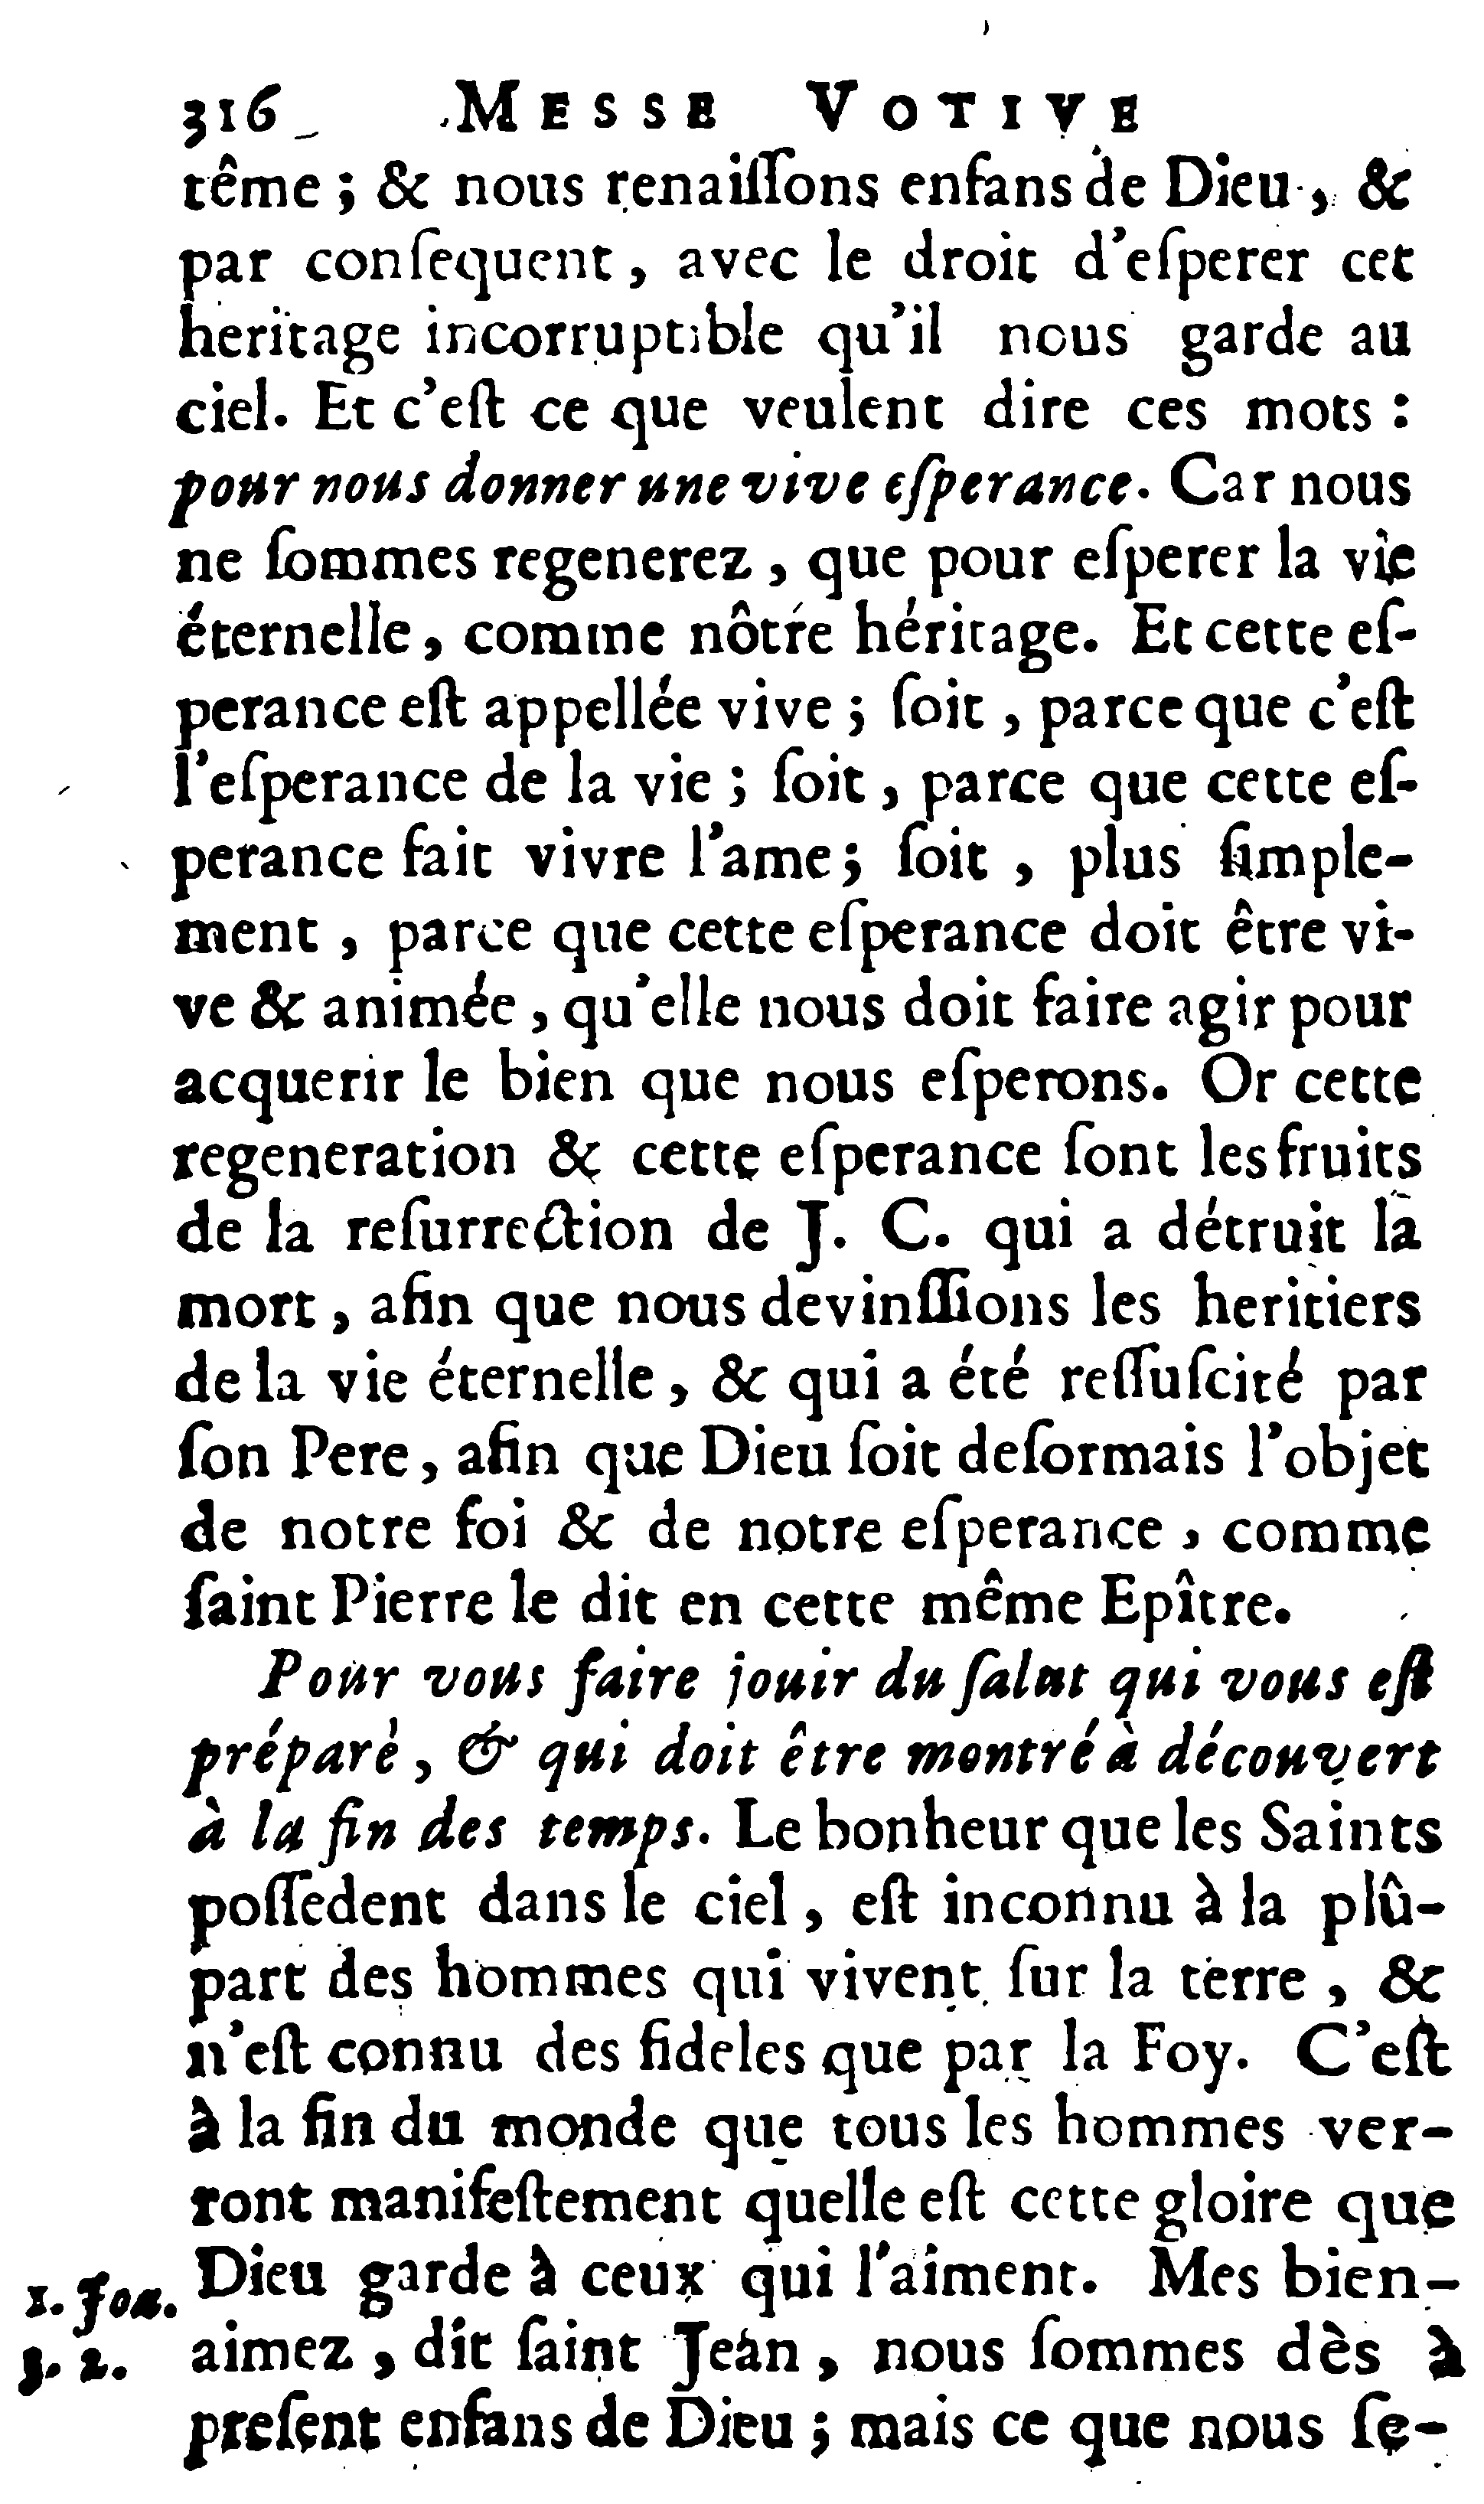 316 MESSE VOTIVE
tême ; & nous renaiſſons enfans de Dieu, &
par conſequent, avec le droit d'eſperer cet
heritage incorruptible qu'il nous garde au
ciel. Et c'eſt ce que veulent dire ces mots :
pour nous donner une vive eſperance. Car nous
ne ſommes regenerez, que pour eſperer la vie
éternelle, comme nôtre héritage. Et cette eſ-
perance eſt appellée vive ; ſoit, parce que c'eſt
l'eſperance de la vie ; ſoit, parce que cette eſ-
perance fait vivre l'ame ; ſoit, plus ſimple-
ment, parce que cette eſperance doit être vi-
ve & animée, qu'elle nous doit faire agir pour
acquerir le bien que nous eſperons. Or cette
regeneration & cette eſperance ſont les fruits
de la reſurrection de J. C. qui a détruit la
mort, afin que nous devinſſions les heritiers
de la vie éternelle, & qui a été reſſuſcité par
ſon Pere, afin que Dieu ſoit deſormais l'objet
de notre foi & de notre eſperance, comme
ſaint Pierre le dit en cette même Epître.
Pour vous faire jouir du ſalut qui vous eſt
préparé, & qui doit être montré à découvert
à la fin des temps. Le bonheur que les Saints
poſſedent dans le ciel, eſt inconnu à la plû-
part des hommes qui vivent ſur la terre, &
n'eſt connu des fideles que par la Foy. C'eſt
à la fin du monde que tous les hommes ver-
ront manifeſtement quelle eſt cette gloire que
Dieu garde à ceux qui l'aiment. Mes bien-
1. Joa.
aimez, dit ſaint Jean, nous ſommes dès à
3. 2.
preſent enfans de Dieu ; mais ce que nous ſe-